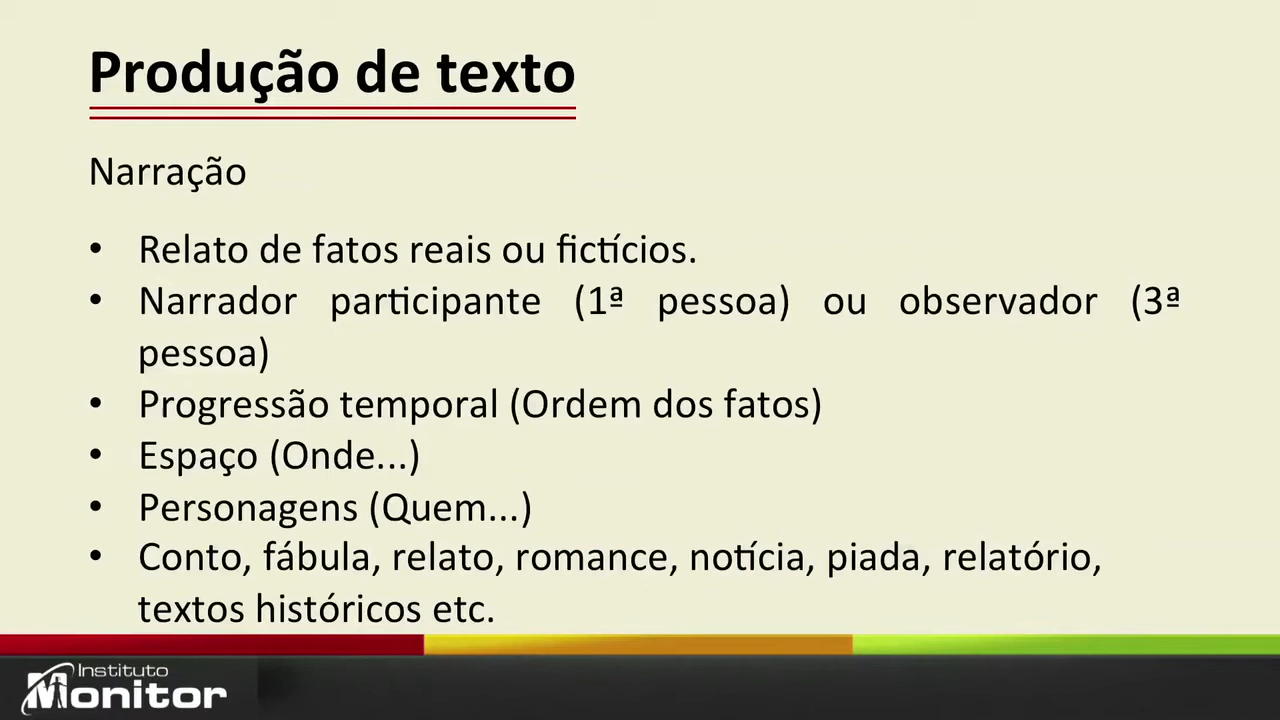 Produção de texto
Narração
• Relato de fatos reais ou fictícios.
• Narrador participante (1ª pessoa) ou observador (3ª
pessoa)
• Progressão temporal (Ordem dos fatos)
• Espaço (Onde...)
• Personagens (Quem...)
• Conto, fábula, relato, romance, notícia, piada, relatório,
textos históricos etc.
Instituto
Monitor